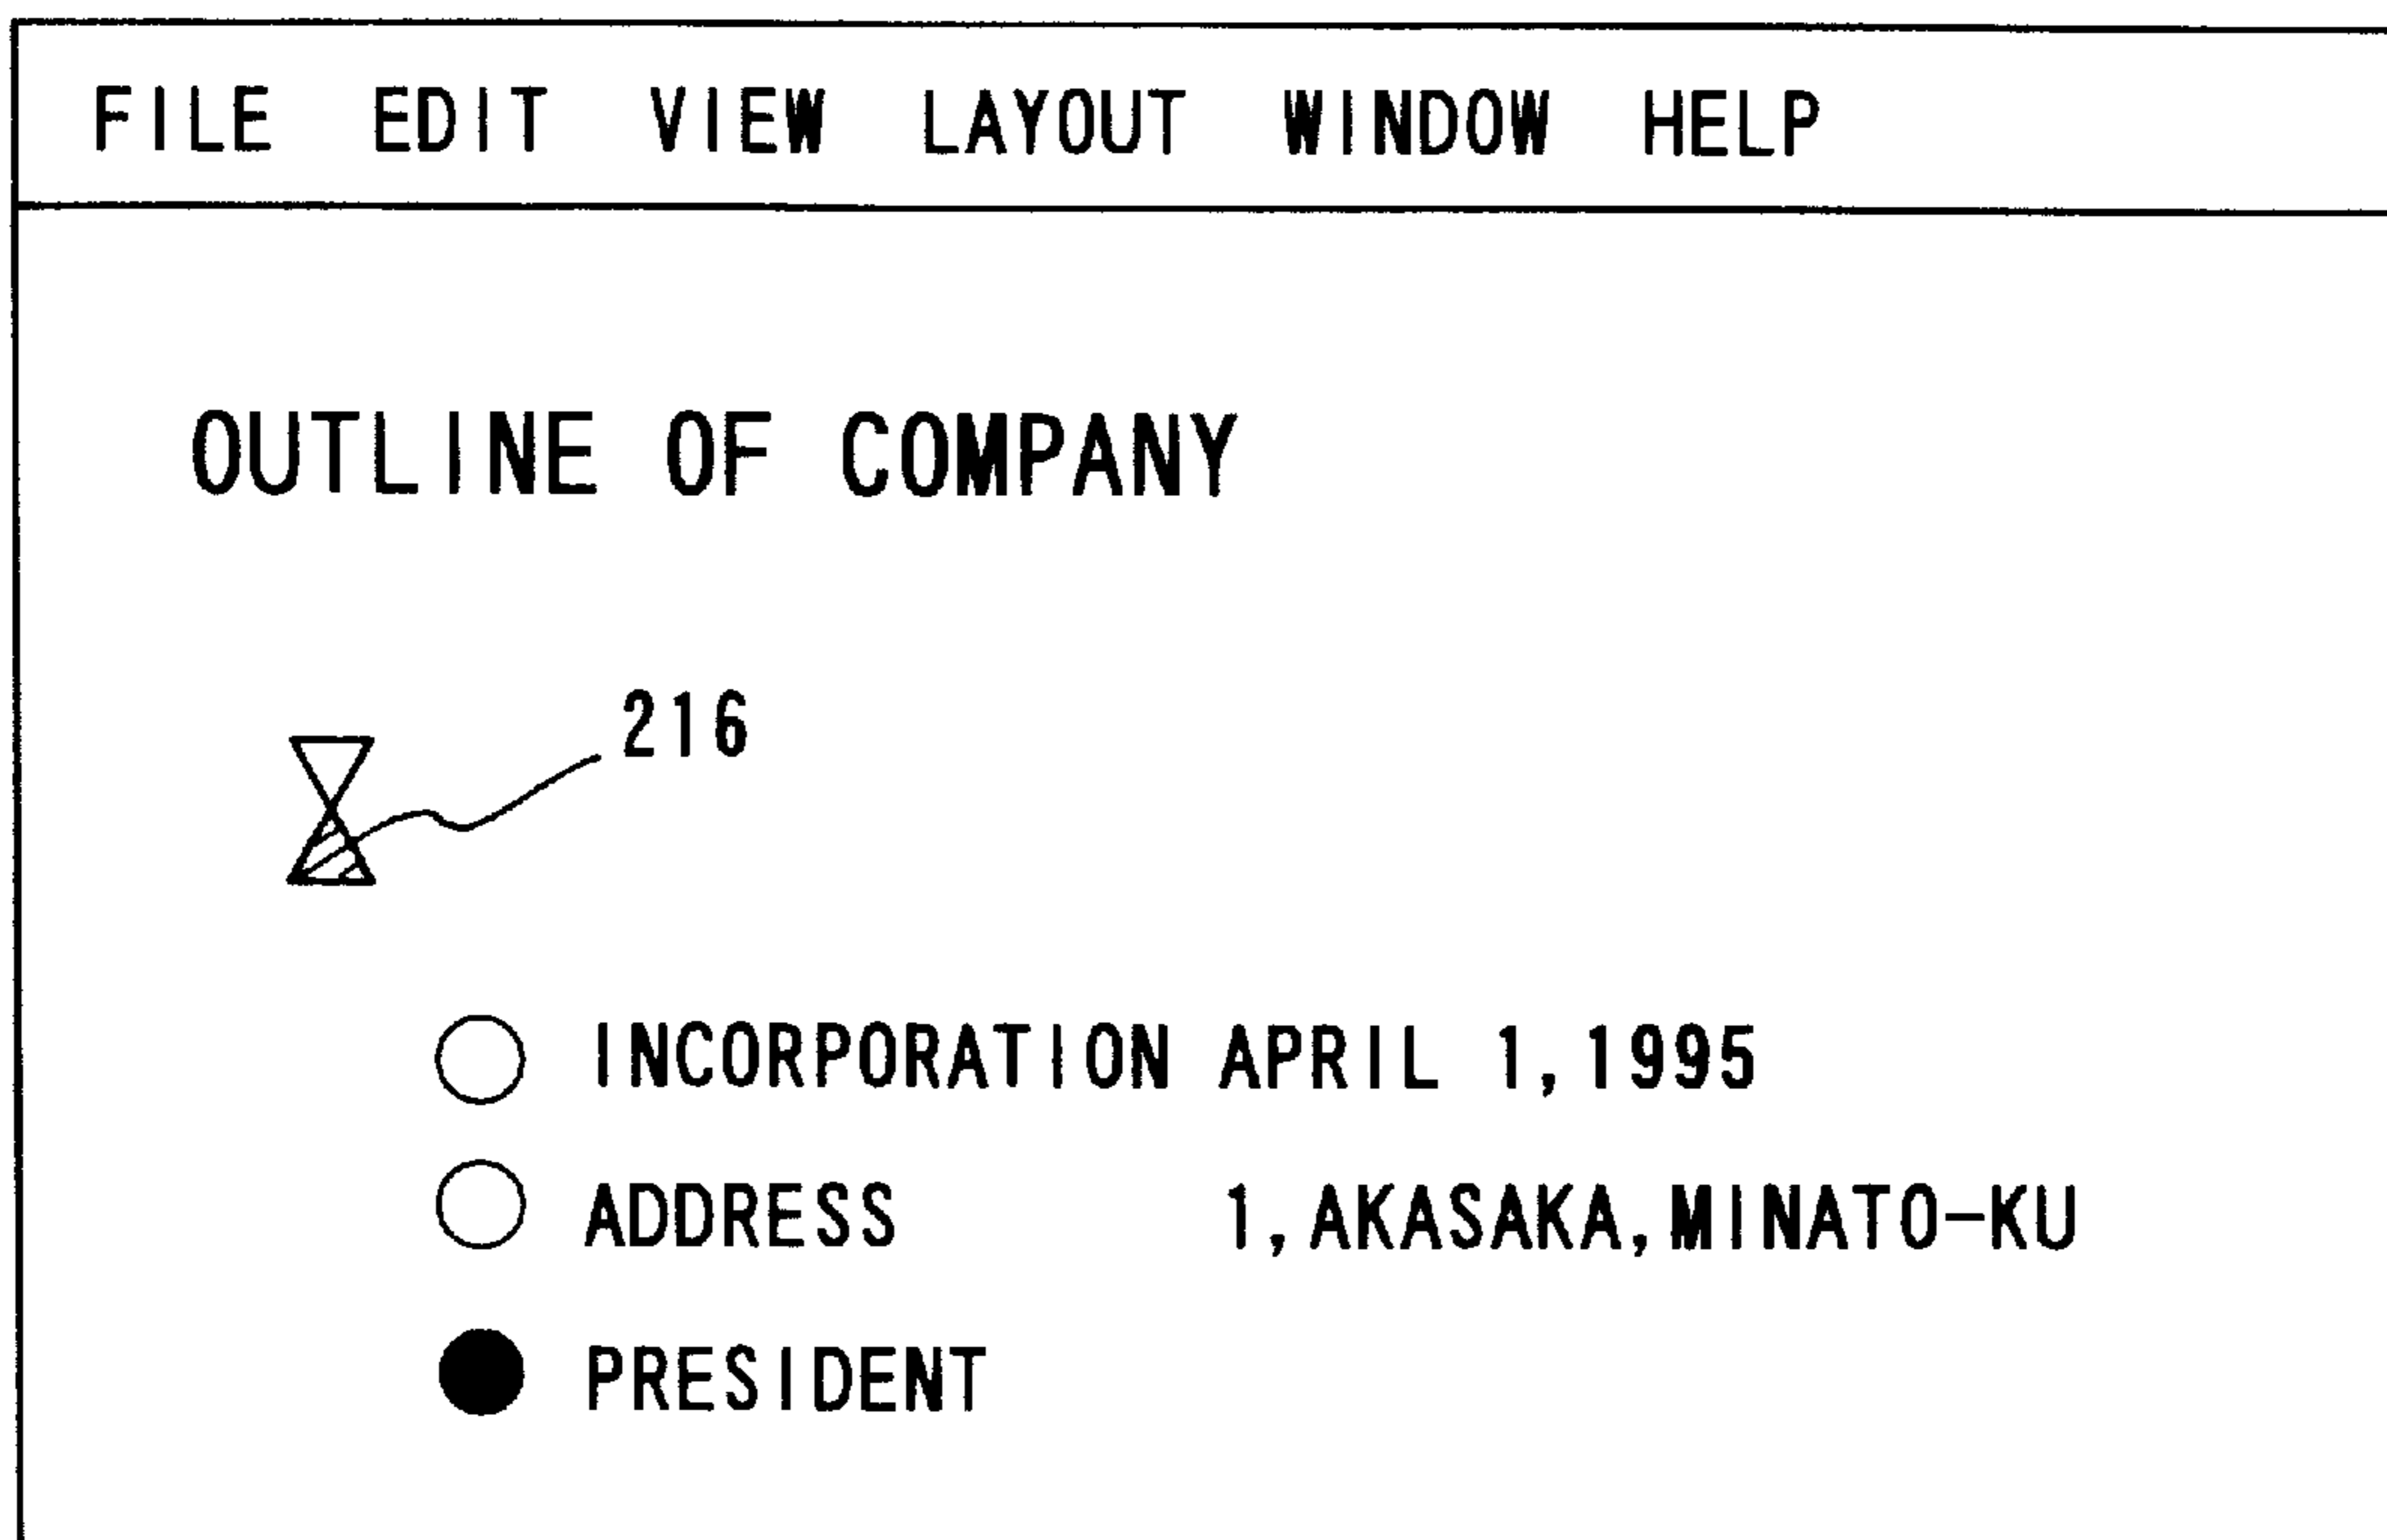 FILE EDIT VIEW LAYOUT WINDOW HELP
OUTLINE OF COMPANY
216
INCORPORATION APRIL 1,1995
ADDRESS 1,AKASAKA,MINATO-KU
PRESIDENT